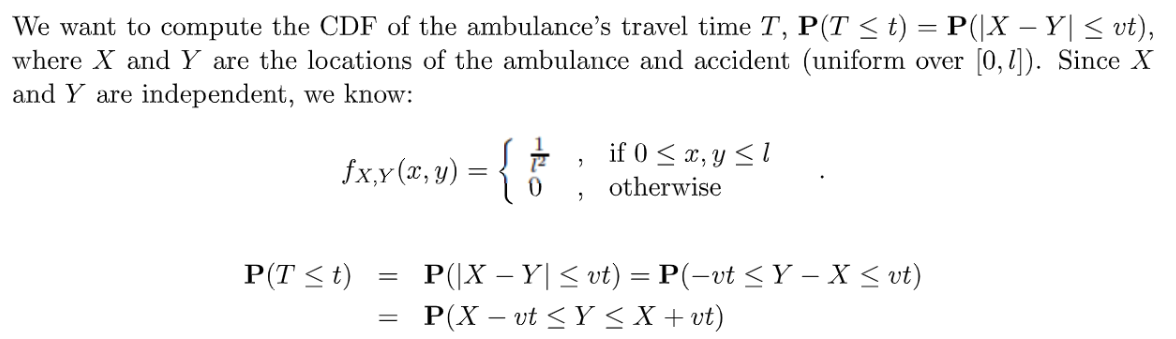 We want to compute the CDF of the ambulance's travel time T, P(T ≤ t) = P(|X − Y| ≤ vt),
where X and Y are the locations of the ambulance and accident (uniform over [0, l]). Since X
and Y are independent, we know:
f_{X,Y}(x, y) = { 1/l² , if 0 ≤ x, y ≤ l
0 , otherwise .
P(T ≤ t) = P(|X − Y| ≤ vt) = P(−vt ≤ Y − X ≤ vt)
= P(X − vt ≤ Y ≤ X + vt)